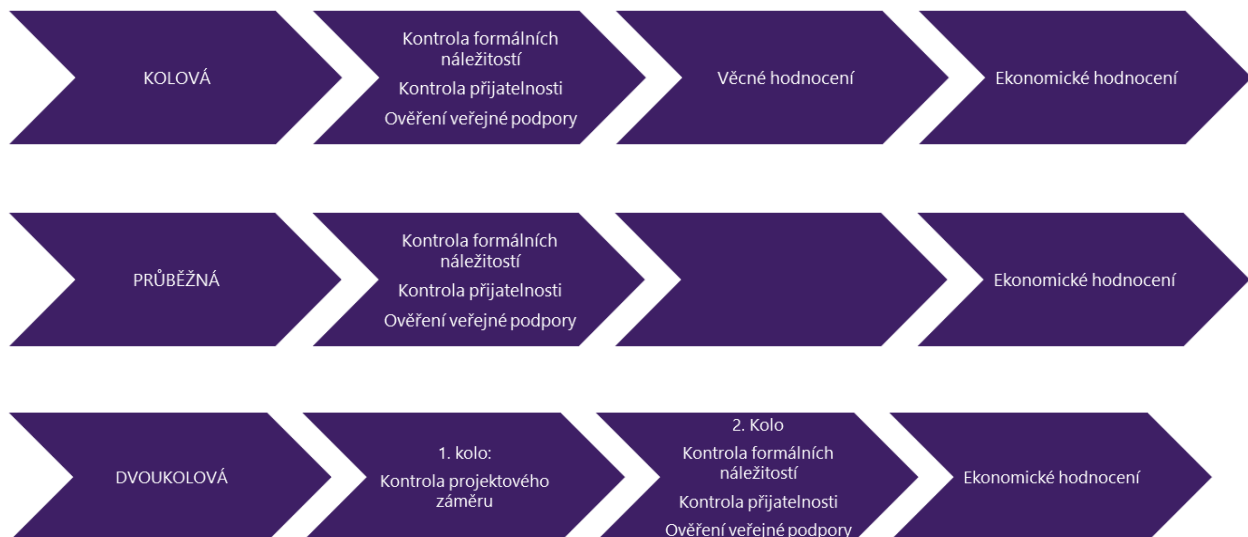 KOLOVÁ
Kontrola formálních
náležitostí
Kontrola přijatelnosti
Ověření veřejné podpory
Věcné hodnocení
Ekonomické hodnocení
PRŮBĚŽNÁ
Kontrola formálních
náležitostí
Kontrola přijatelnosti
Ověření veřejné podpory
Ekonomické hodnocení
DVOUKOLOVÁ
1. kolo:
Kontrola projektového
záměru
2. Kolo
Kontrola formálních
náležitostí
Kontrola přijatelnosti
Ověření veřejné podpory
Ekonomické hodnocení